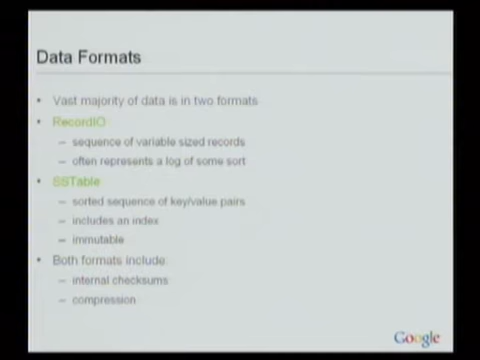 Data Formats
• Vast majority of data is in two formats
• RecordIO
– sequence of variable sized records
– often represents a log of some sort
• SSTable
– sorted sequence of key/value pairs
– includes an index
– immutable
• Both formats include
– internal checksums
– compression
Google